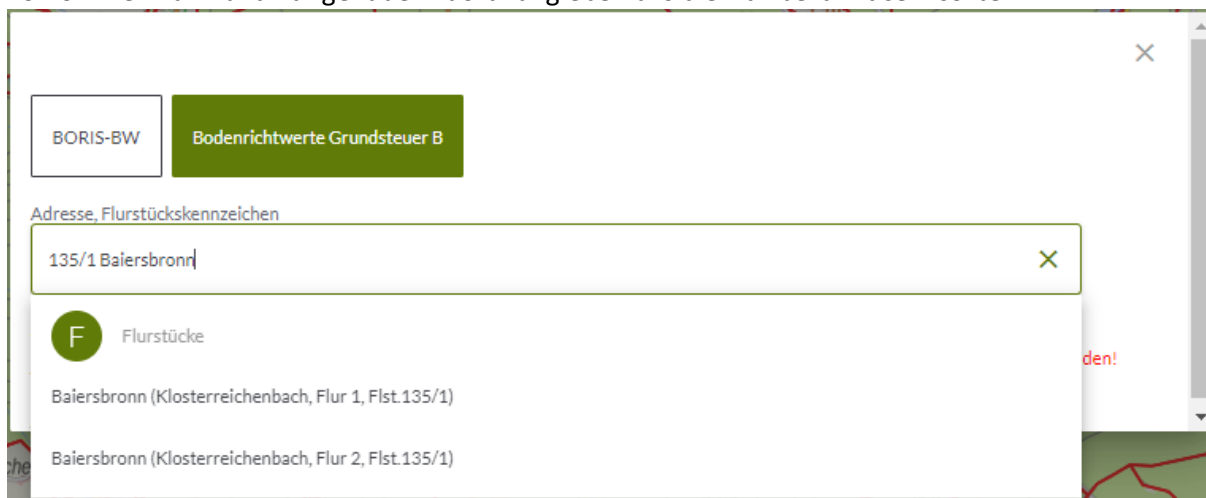 BORIS-BW
Bodenrichtwerte Grundsteuer B
Adresse, Flurstückskennzeichen
135/1 Baiersbronn
F Flurstücke
den!
Baiersbronn (Klosterreichenbach, Flur 1, Flst.135/1)
Baiersbronn (Klosterreichenbach, Flur 2, Flst.135/1)
che